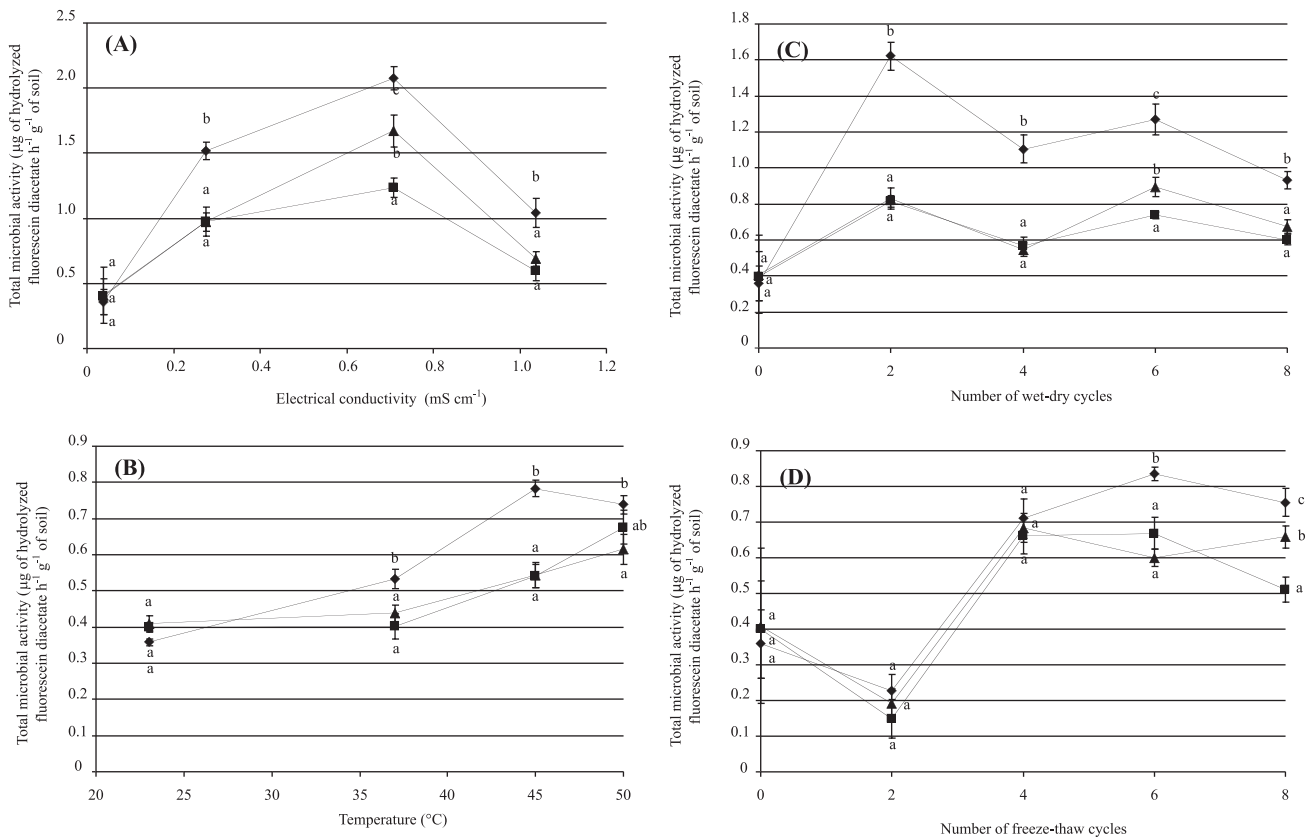 (A)
Total microbial activity (µg of hydrolyzed
fluorescein diacetate h⁻¹ g⁻¹ of soil)
2.5
2.0
1.5
1.0
0.5
0
b
a
a
c
b
a
b
a
a
a
a
0 0.2 0.4 0.6 0.8 1.0 1.2
Electrical conductivity (mS cm⁻¹)
(C)
Total microbial activity (µg of hydrolyzed
fluorescein diacetate h⁻¹ g⁻¹ of soil)
1.8
1.6
1.4
1.2
1.0
0.8
0.6
0.4
0.2
0
a
a
a
b
a
a
b
a
a
c
b
a
b
a
a
0 2 4 6 8
Number of wet-dry cycles
(B)
Total microbial activity (µg of hydrolyzed
fluorescein diacetate h⁻¹ g⁻¹ of soil)
0.9
0.8
0.7
0.6
0.5
0.4
0.3
0.2
0.1
0
a
a
a
b
a
a
b
a
a
b
ab
a
20 25 30 35 40 45 50
Temperature (°C)
(D)
Total microbial activity (µg of hydrolyzed
fluorescein diacetate h⁻¹ g⁻¹ of soil)
0.9
0.8
0.7
0.6
0.5
0.4
0.3
0.2
0.1
0
a
a
a
a
a
a
a
a
a
b
a
a
c
b
a
0 2 4 6 8
Number of freeze-thaw cycles